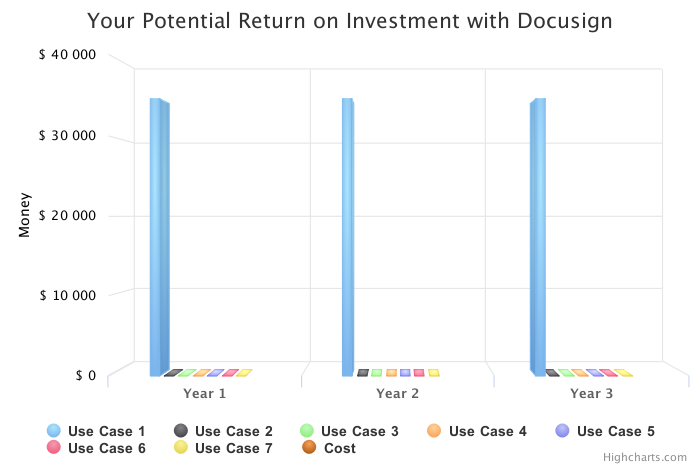 Your Potential Return on Investment with Docusign
$ 40 000
$ 30 000
$ 20 000
$ 10 000
$ 0
Money
Year 1 Year 2 Year 3
Use Case 1 Use Case 2 Use Case 3 Use Case 4 Use Case 5
Use Case 6 Use Case 7 Cost
Highcharts.com